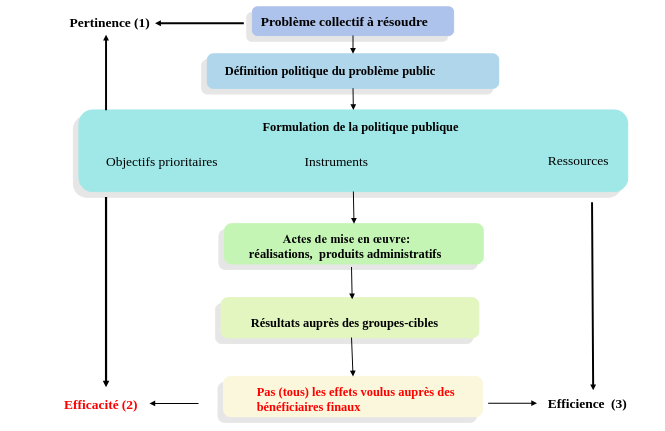 Pertinence (1)
Problème collectif à résoudre
Définition politique du problème public
Formulation de la politique publique
Objectifs prioritaires
Instruments
Ressources
Actes de mise en œuvre:
réalisations, produits administratifs
Résultats auprès des groupes-cibles
Pas (tous) les effets voulus auprès des
bénéficiaires finaux
Efficacité (2)
Efficience (3)